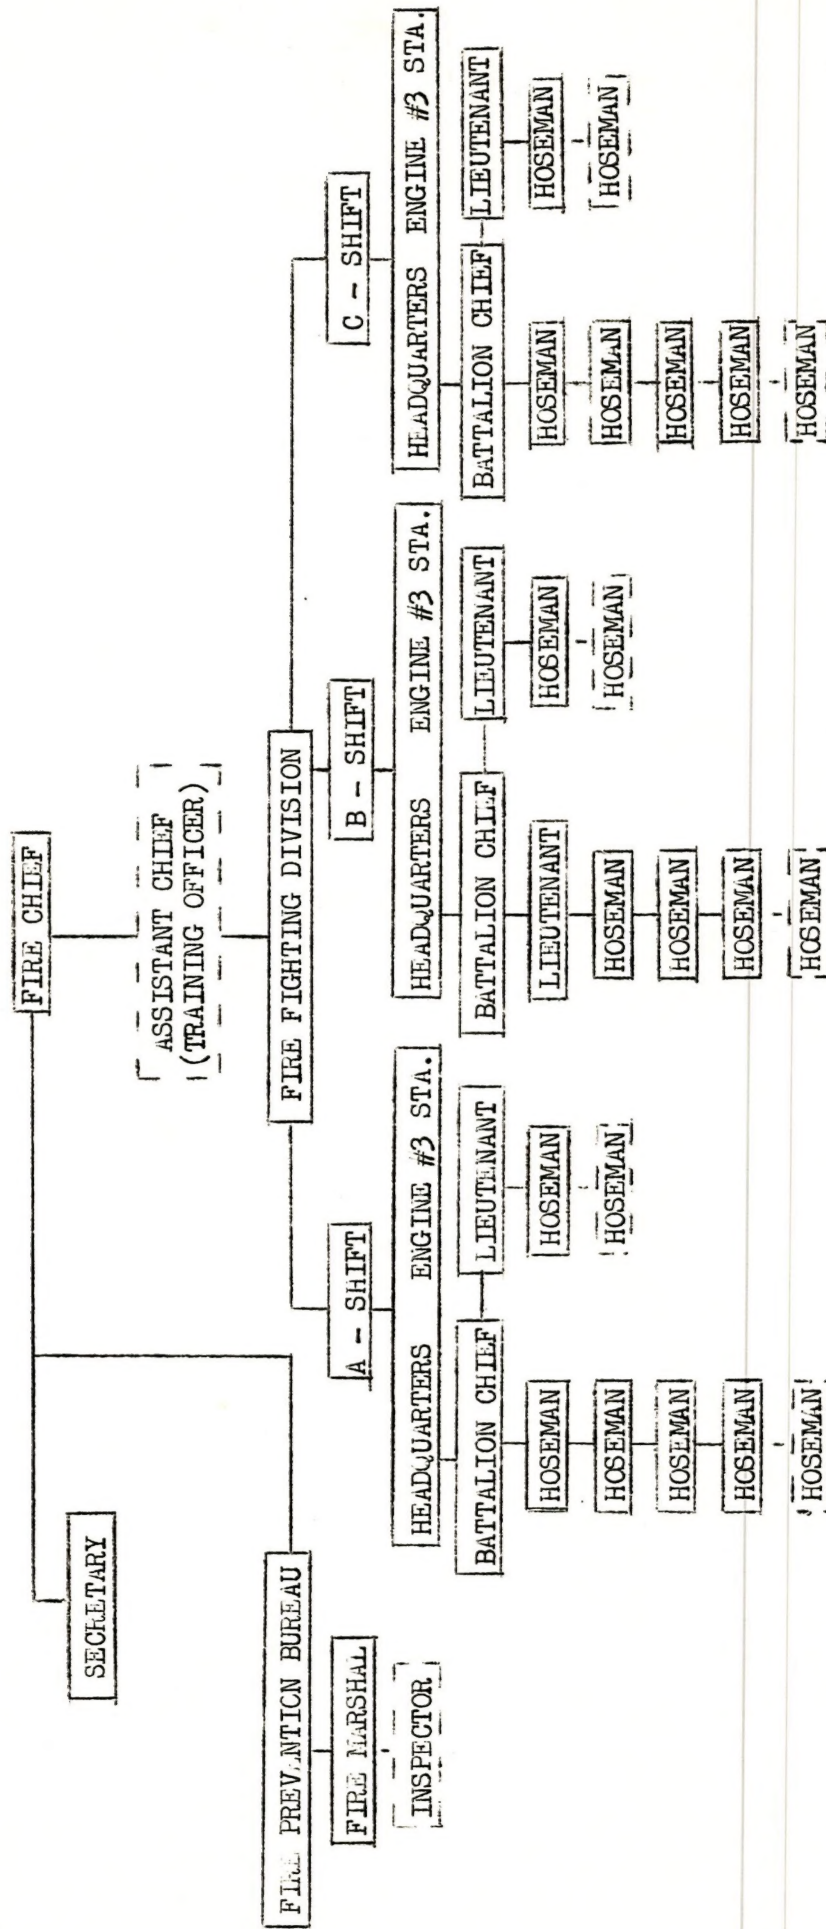 FIRE CHIEF
SECRETARY
ASSISTANT CHIEF
(TRAINING OFFICER)
FIRE PREVENTION BUREAU
FIRE FIGHTING DIVISION
FIRE MARSHAL
INSPECTOR
A - SHIFT
HEADQUARTERS ENGINE #3 STA.
BATTALION CHIEF
LIEUTENANT
HOSEMAN
HOSEMAN
HOSEMAN
HOSEMAN
HOSEMAN
HOSEMAN
HOSEMAN
B - SHIFT
HEADQUARTERS ENGINE #3 STA.
BATTALION CHIEF
LIEUTENANT
LIEUTENANT
HOSEMAN
HOSEMAN
HOSEMAN
HOSEMAN
HOSEMAN
HOSEMAN
C - SHIFT
HEADQUARTERS ENGINE #3 STA.
BATTALION CHIEF
LIEUTENANT
HOSEMAN
HOSEMAN
HOSEMAN
HOSEMAN
HOSEMAN
HOSEMAN
HOSEMAN